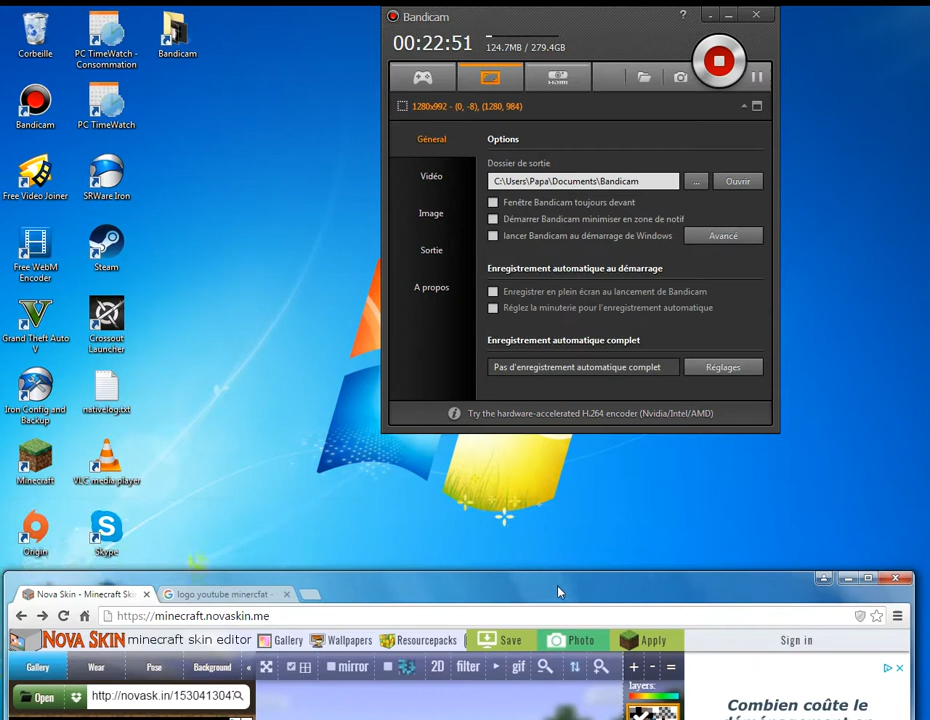 Corbeille
PC TimeWatch -
Consommation
Bandicam
Bandicam
PC TimeWatch
Free Video Joiner
SRWare Iron
Free WebM
Encoder
Steam
Grand Theft Auto
V
Crossout
Launcher
Iron Config and
Backup
nativelog.txt
Minecraft
VLC media player
Origin
Skype
Bandicam
?
00:22:51
124.7MB / 279.4GB
HDMI
1280x992 - (0, -8), (1280, 984)
Géneral
Vidéo
Image
Sortie
A propos
Options
Dossier de sortie
C:\Users\Papa\Documents\Bandicam
...
Ouvrir
Fenêtre Bandicam toujours devant
Démarrer Bandicam minimiser en zone de notif
lancer Bandicam au démarrage de Windows
Avancé
Enregistrement automatique au démarrage
Enregistrer en plein écran au lancement de Bandicam
Réglez la minuterie pour l'enregistrement automatique
Enregistrement automatique complet
Pas d'enregistrement automatique complet
Réglages
Try the hardware-accelerated H.264 encoder (Nvidia/Intel/AMD)
Nova Skin - Minecraft Ski
logo youtube minercfat -
https://minecraft.novaskin.me
NOVA SKIN minecraft skin editor
Gallery
Wallpapers
Resourcepacks
Save
Photo
Apply
Sign in
Gallery
Wear
Pose
Background
«
mirror
2D
filter
gif
+
-
=
layers:
Open
http://novask.in/153041304
Combien coûte le